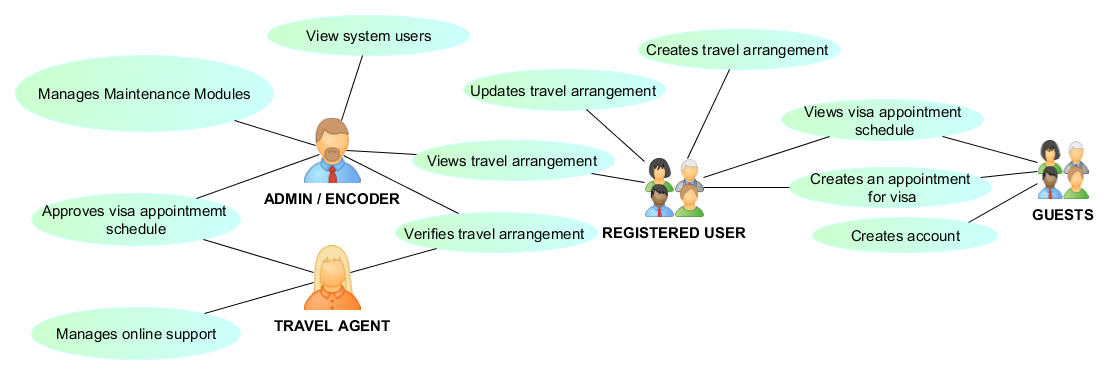 View system users
Creates travel arrangement
Manages Maintenance Modules
Updates travel arrangement
Views visa appointment
schedule
Views travel arrangement
Creates an appointment
for visa
ADMIN / ENCODER
Approves visa appointemt
schedule
Verifies travel arrangement
REGISTERED USER
GUESTS
Creates account
TRAVEL AGENT
Manages online support